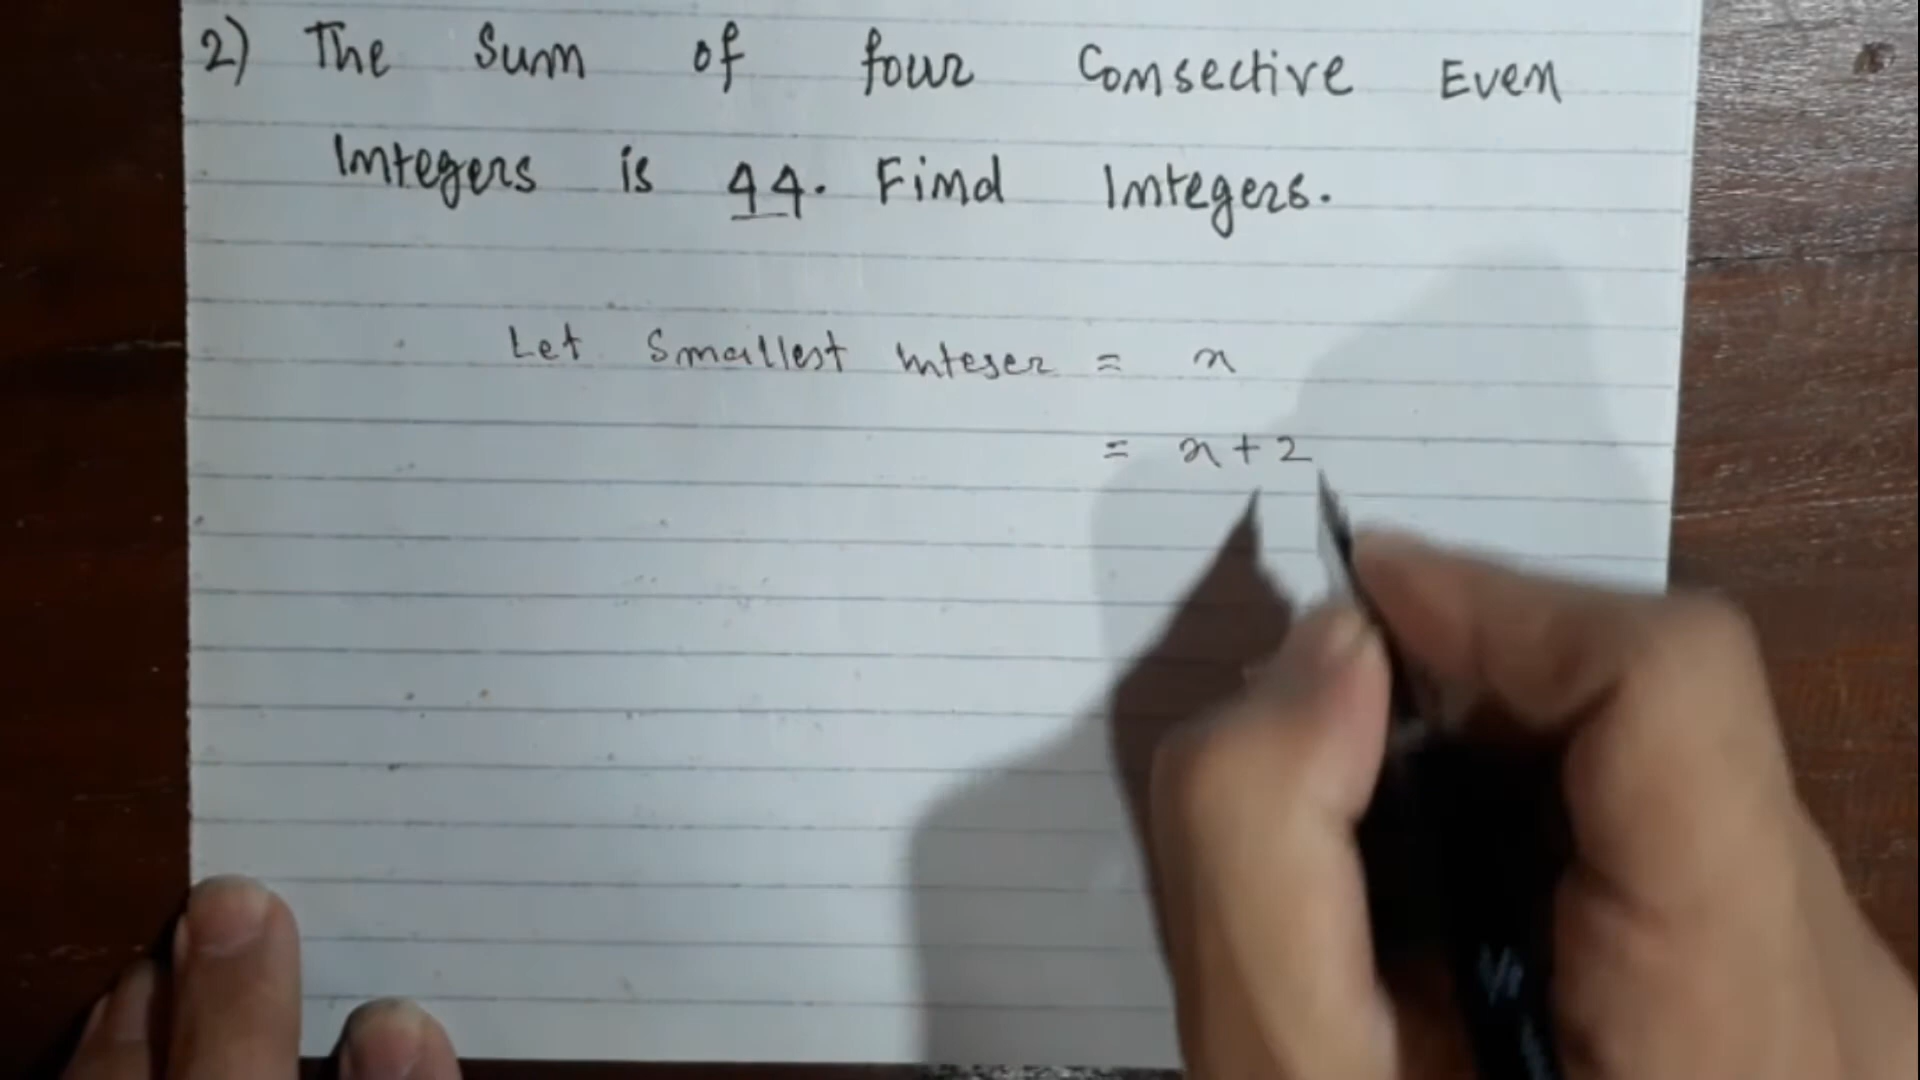 2) The Sum of four Consective Even
Integers is 44. Find Integers.
Let Smallest Integer = x
= x + 2